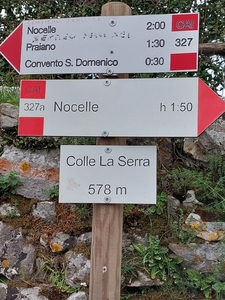 Nocelle 2:00 CAI
Praiano 1:30 327
Convento S. Domenico 0:30
CAI
327a Nocelle h 1:50
Colle La Serra
578 m